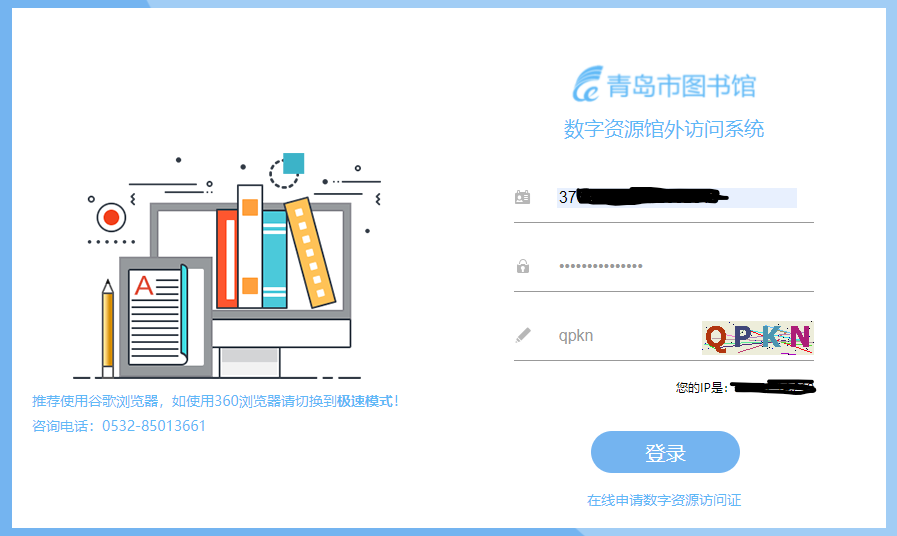 青岛市图书馆
数字资源馆外访问系统
37
••••••••••••••
qpkn
QPKN
您的IP是：
登录
在线申请数字资源访问证
A
推荐使用谷歌浏览器，如使用360浏览器请切换到极速模式！
咨询电话：0532-85013661